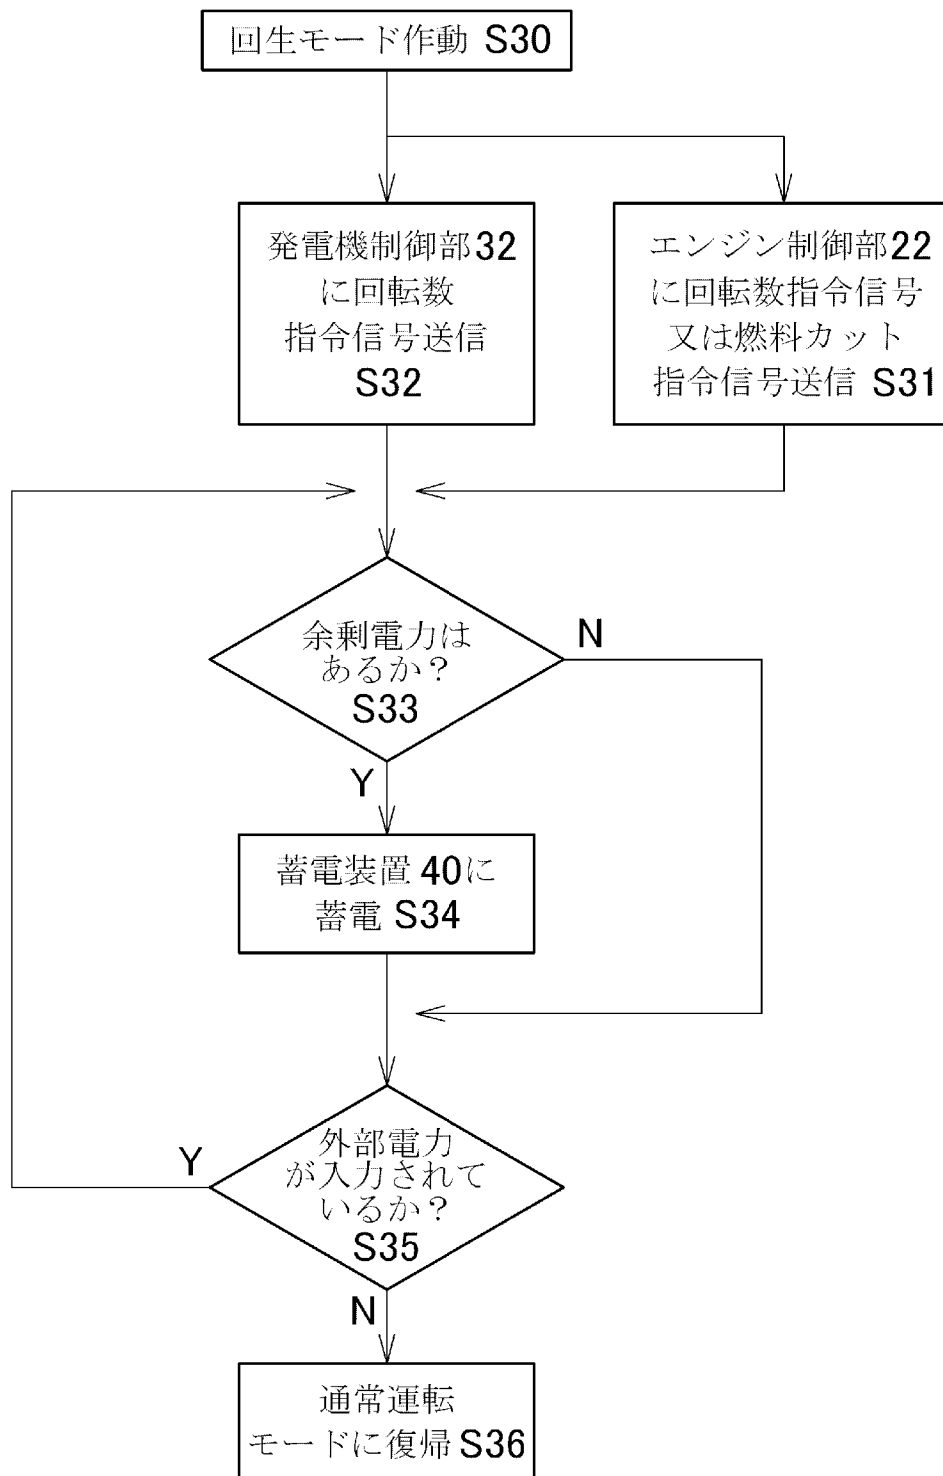 回生モード作動 S30
発電機制御部32
に回転数
指令信号送信
S32
エンジン制御部22
に回転数指令信号
又は燃料カット
指令信号送信 S31
余剰電力は
あるか？
S33
N
Y
蓄電装置40に
蓄電 S34
外部電力
が入力されて
いるか？
S35
Y
N
通常運転
モードに復帰 S36